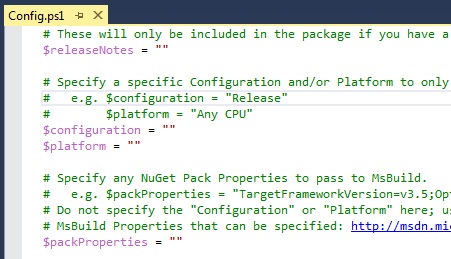 Config.ps1
# These will only be included in the package if you have a
$releaseNotes = ""
# Specify a specific Configuration and/or Platform to only
#   e.g. $configuration = "Release"
#        $platform = "Any CPU"
$configuration = ""
$platform = ""
# Specify any NuGet Pack Properties to pass to MsBuild.
#   e.g. $packProperties = "TargetFrameworkVersion=v3.5;Opt
# Do not specify the "Configuration" or "Platform" here; us
# MsBuild Properties that can be specified: http://msdn.mic
$packProperties = ""